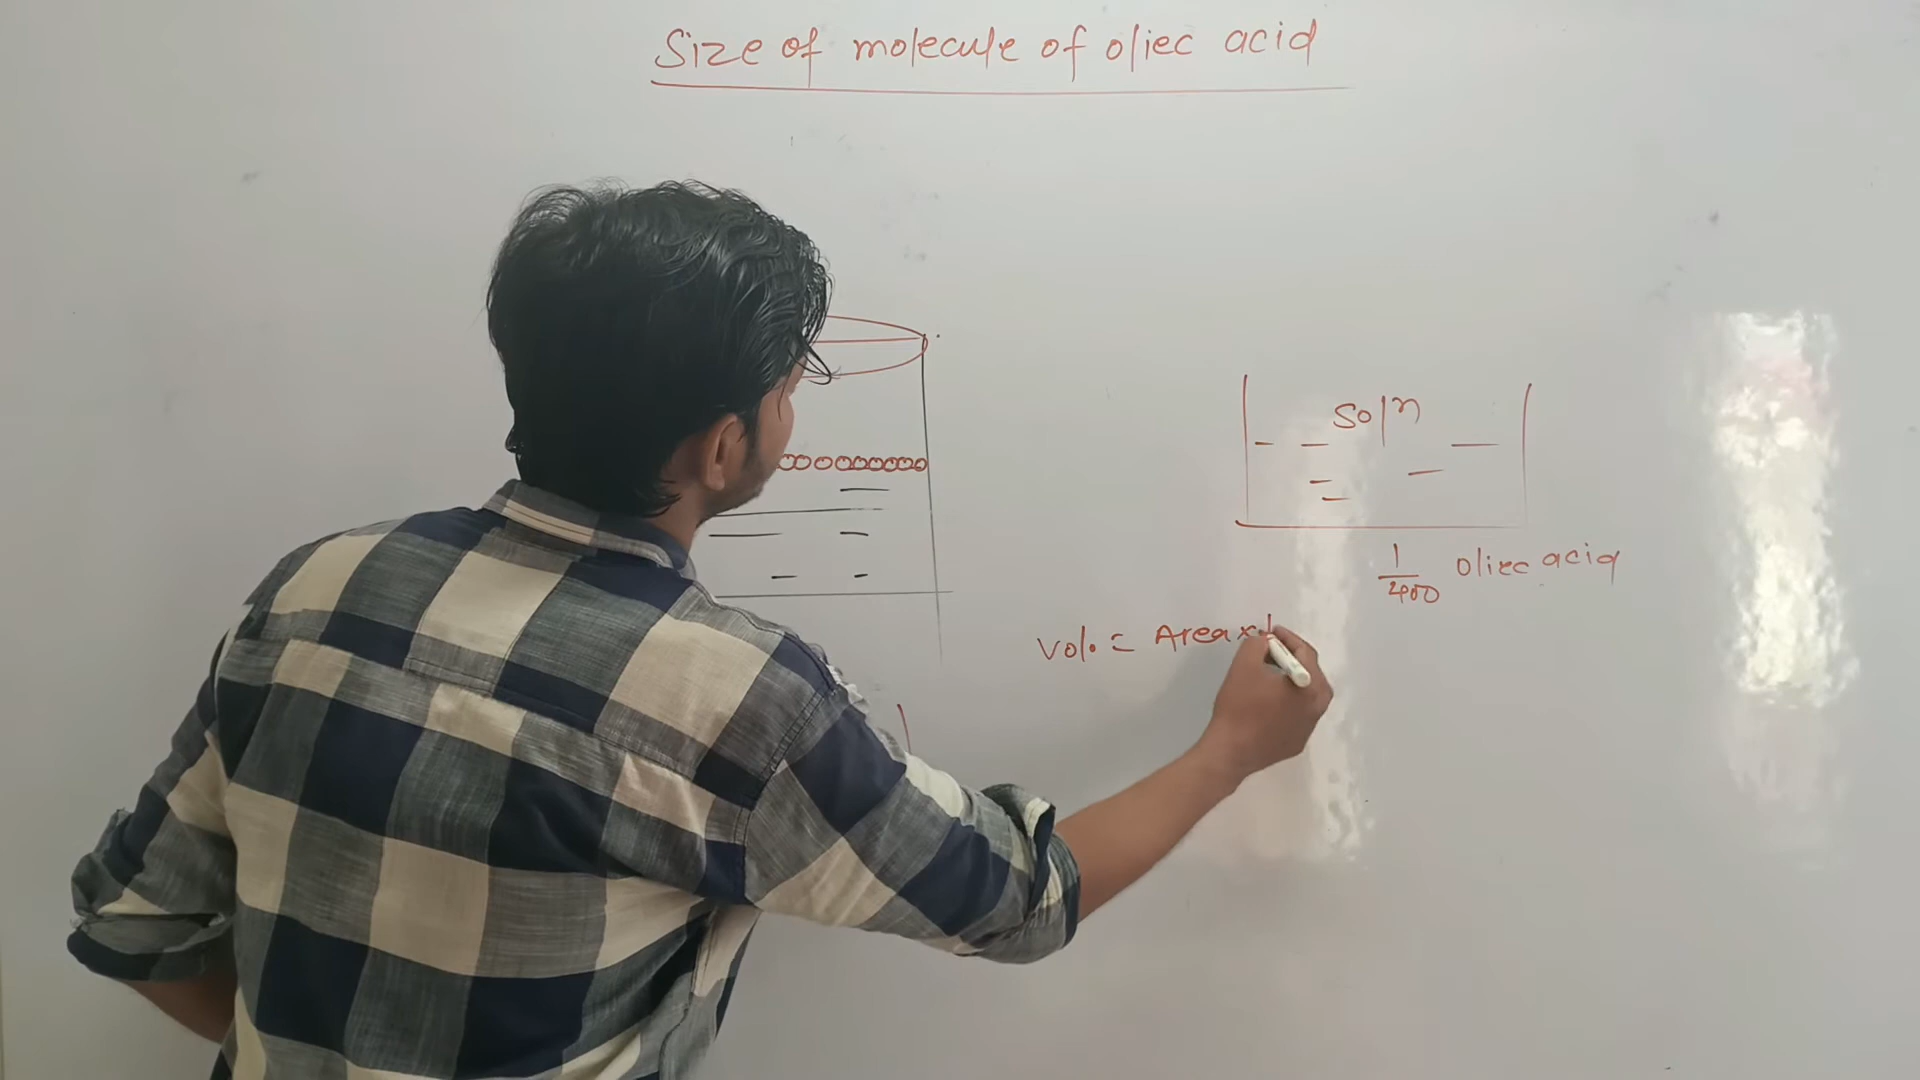 Size of molecule of oliec acid
Soln
1/400 oliec acid
Vol. = Area × t